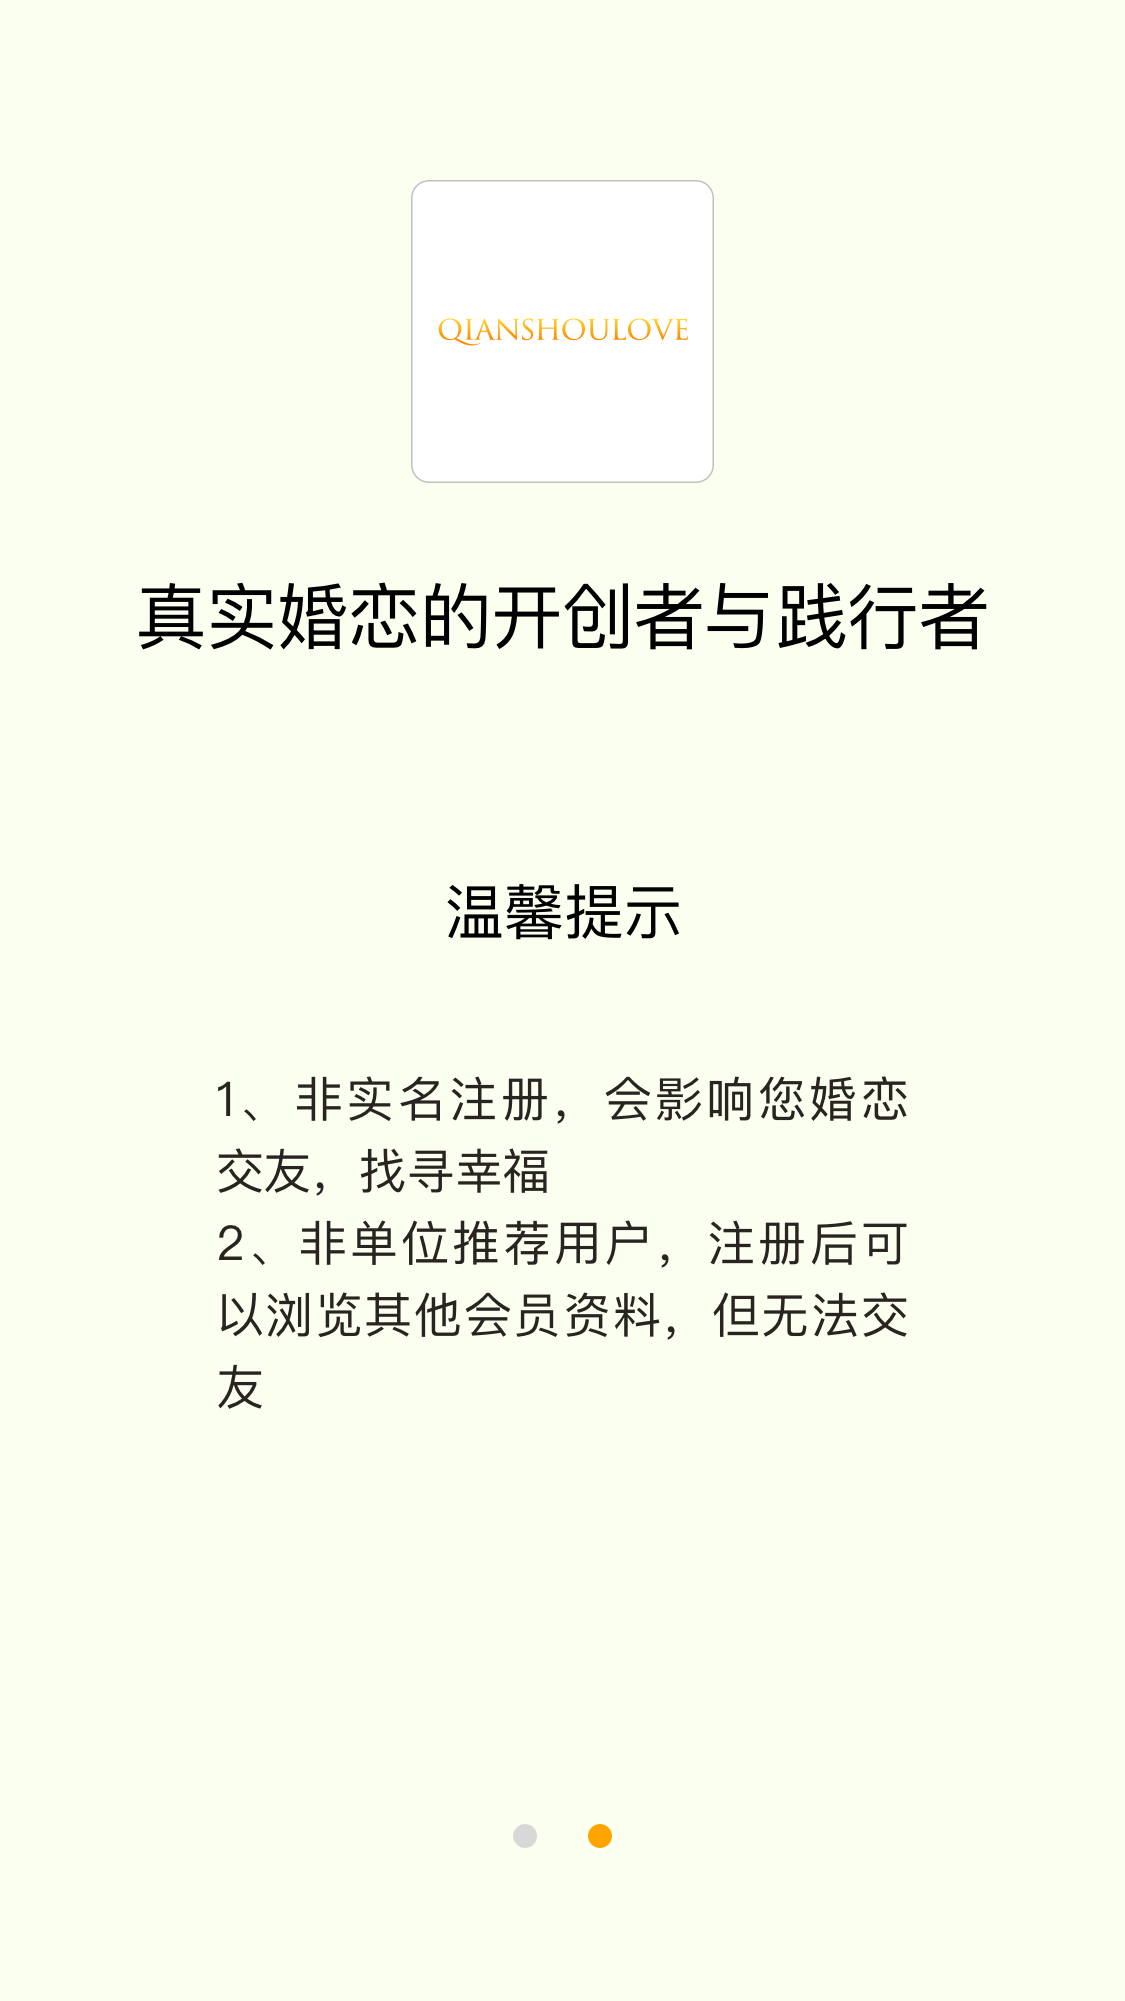 QIANSHOULOVE
真实婚恋的开创者与践行者
温馨提示
1、非实名注册，会影响您婚恋
交友，找寻幸福
2、非单位推荐用户，注册后可
以浏览其他会员资料，但无法交
友